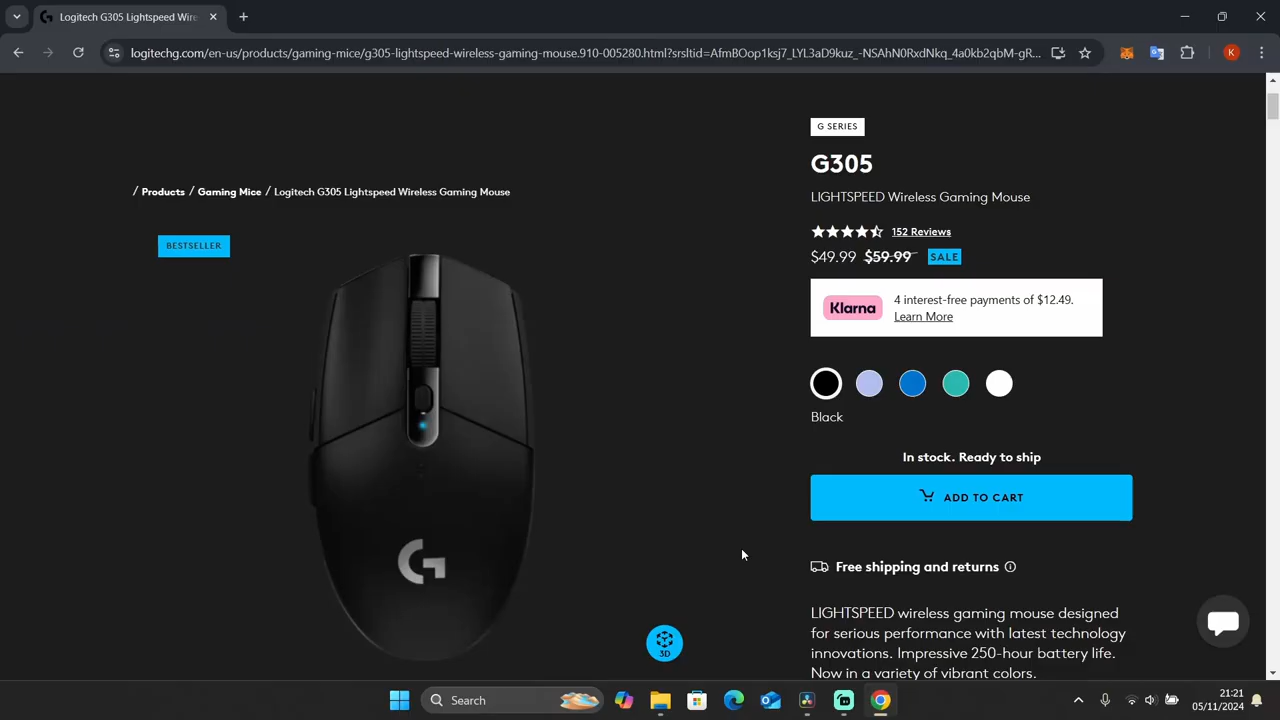 Logitech G305 Lightspeed Wire
logitechg.com/en-us/products/gaming-mice/g305-lightspeed-wireless-gaming-mouse.910-005280.html?srsltid=AfmBOop1ksj7_LYL3aD9kuz_-NSAhN0RxdNkq_4a0kb2qbM-gR...
K
/ Products / Gaming Mice / Logitech G305 Lightspeed Wireless Gaming Mouse
BESTSELLER
G
3D
G SERIES
G305
LIGHTSPEED Wireless Gaming Mouse
152 Reviews
$49.99 $59.99 SALE
Klarna
4 interest-free payments of $12.49.
Learn More
Black
In stock. Ready to ship
ADD TO CART
Free shipping and returns
LIGHTSPEED wireless gaming mouse designed
for serious performance with latest technology
innovations. Impressive 250-hour battery life.
Now in a variety of vibrant colors.
Search
21:21
05/11/2024